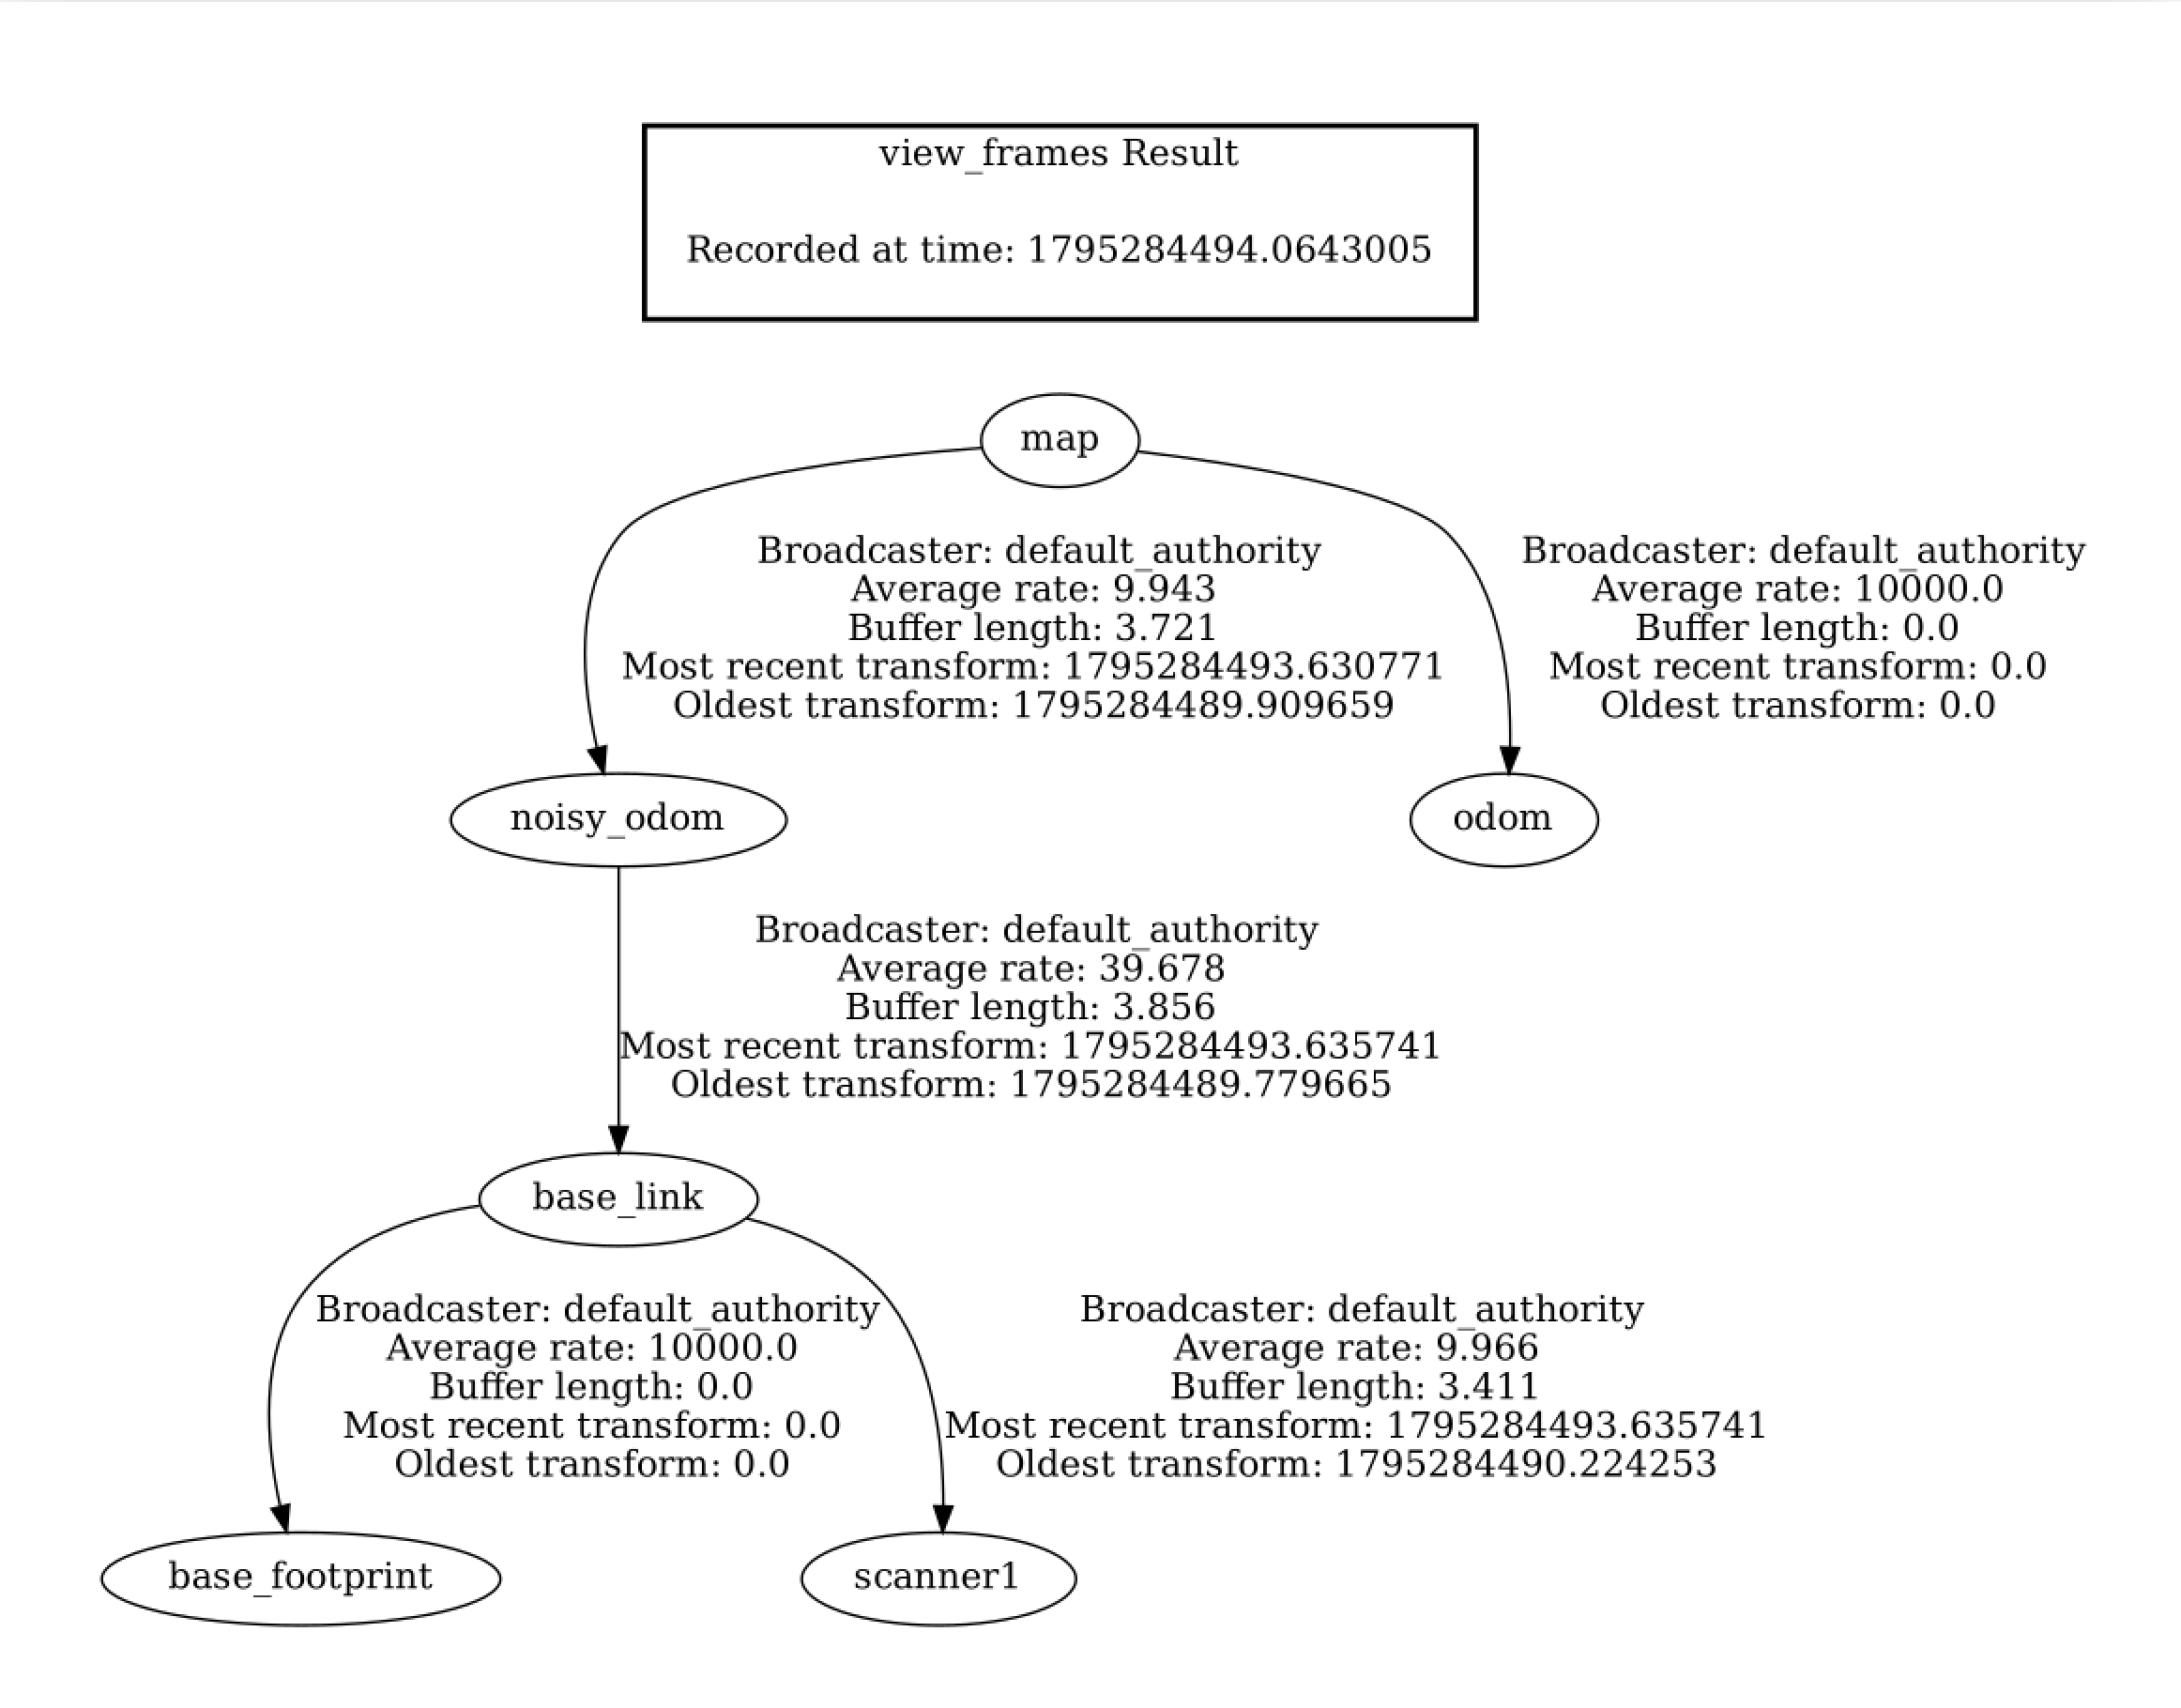 view_frames Result
Recorded at time: 1795284494.0643005
map
Broadcaster: default_authority
Average rate: 9.943
Buffer length: 3.721
Most recent transform: 1795284493.630771
Oldest transform: 1795284489.909659
Broadcaster: default_authority
Average rate: 10000.0
Buffer length: 0.0
Most recent transform: 0.0
Oldest transform: 0.0
noisy_odom
odom
Broadcaster: default_authority
Average rate: 39.678
Buffer length: 3.856
Most recent transform: 1795284493.635741
Oldest transform: 1795284489.779665
base_link
Broadcaster: default_authority
Average rate: 10000.0
Buffer length: 0.0
Most recent transform: 0.0
Oldest transform: 0.0
Broadcaster: default_authority
Average rate: 9.966
Buffer length: 3.411
Most recent transform: 1795284493.635741
Oldest transform: 1795284490.224253
base_footprint
scanner1